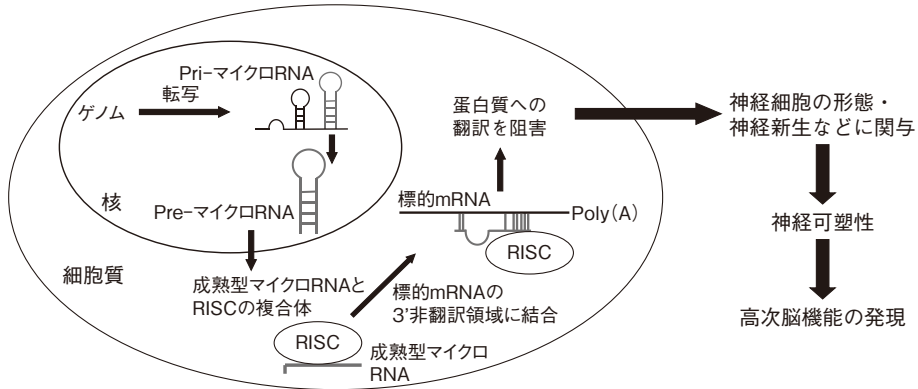 Pri-マイクロRNA
転写
ゲノム
核
Pre-マイクロRNA
細胞質
成熟型マイクロRNAと
RISCの複合体
RISC
成熟型マイクロ
RNA
標的mRNAの
3'非翻訳領域に結合
標的mRNA
Poly(A)
RISC
蛋白質への
翻訳を阻害
神経細胞の形態・
神経新生などに関与
神経可塑性
高次脳機能の発現